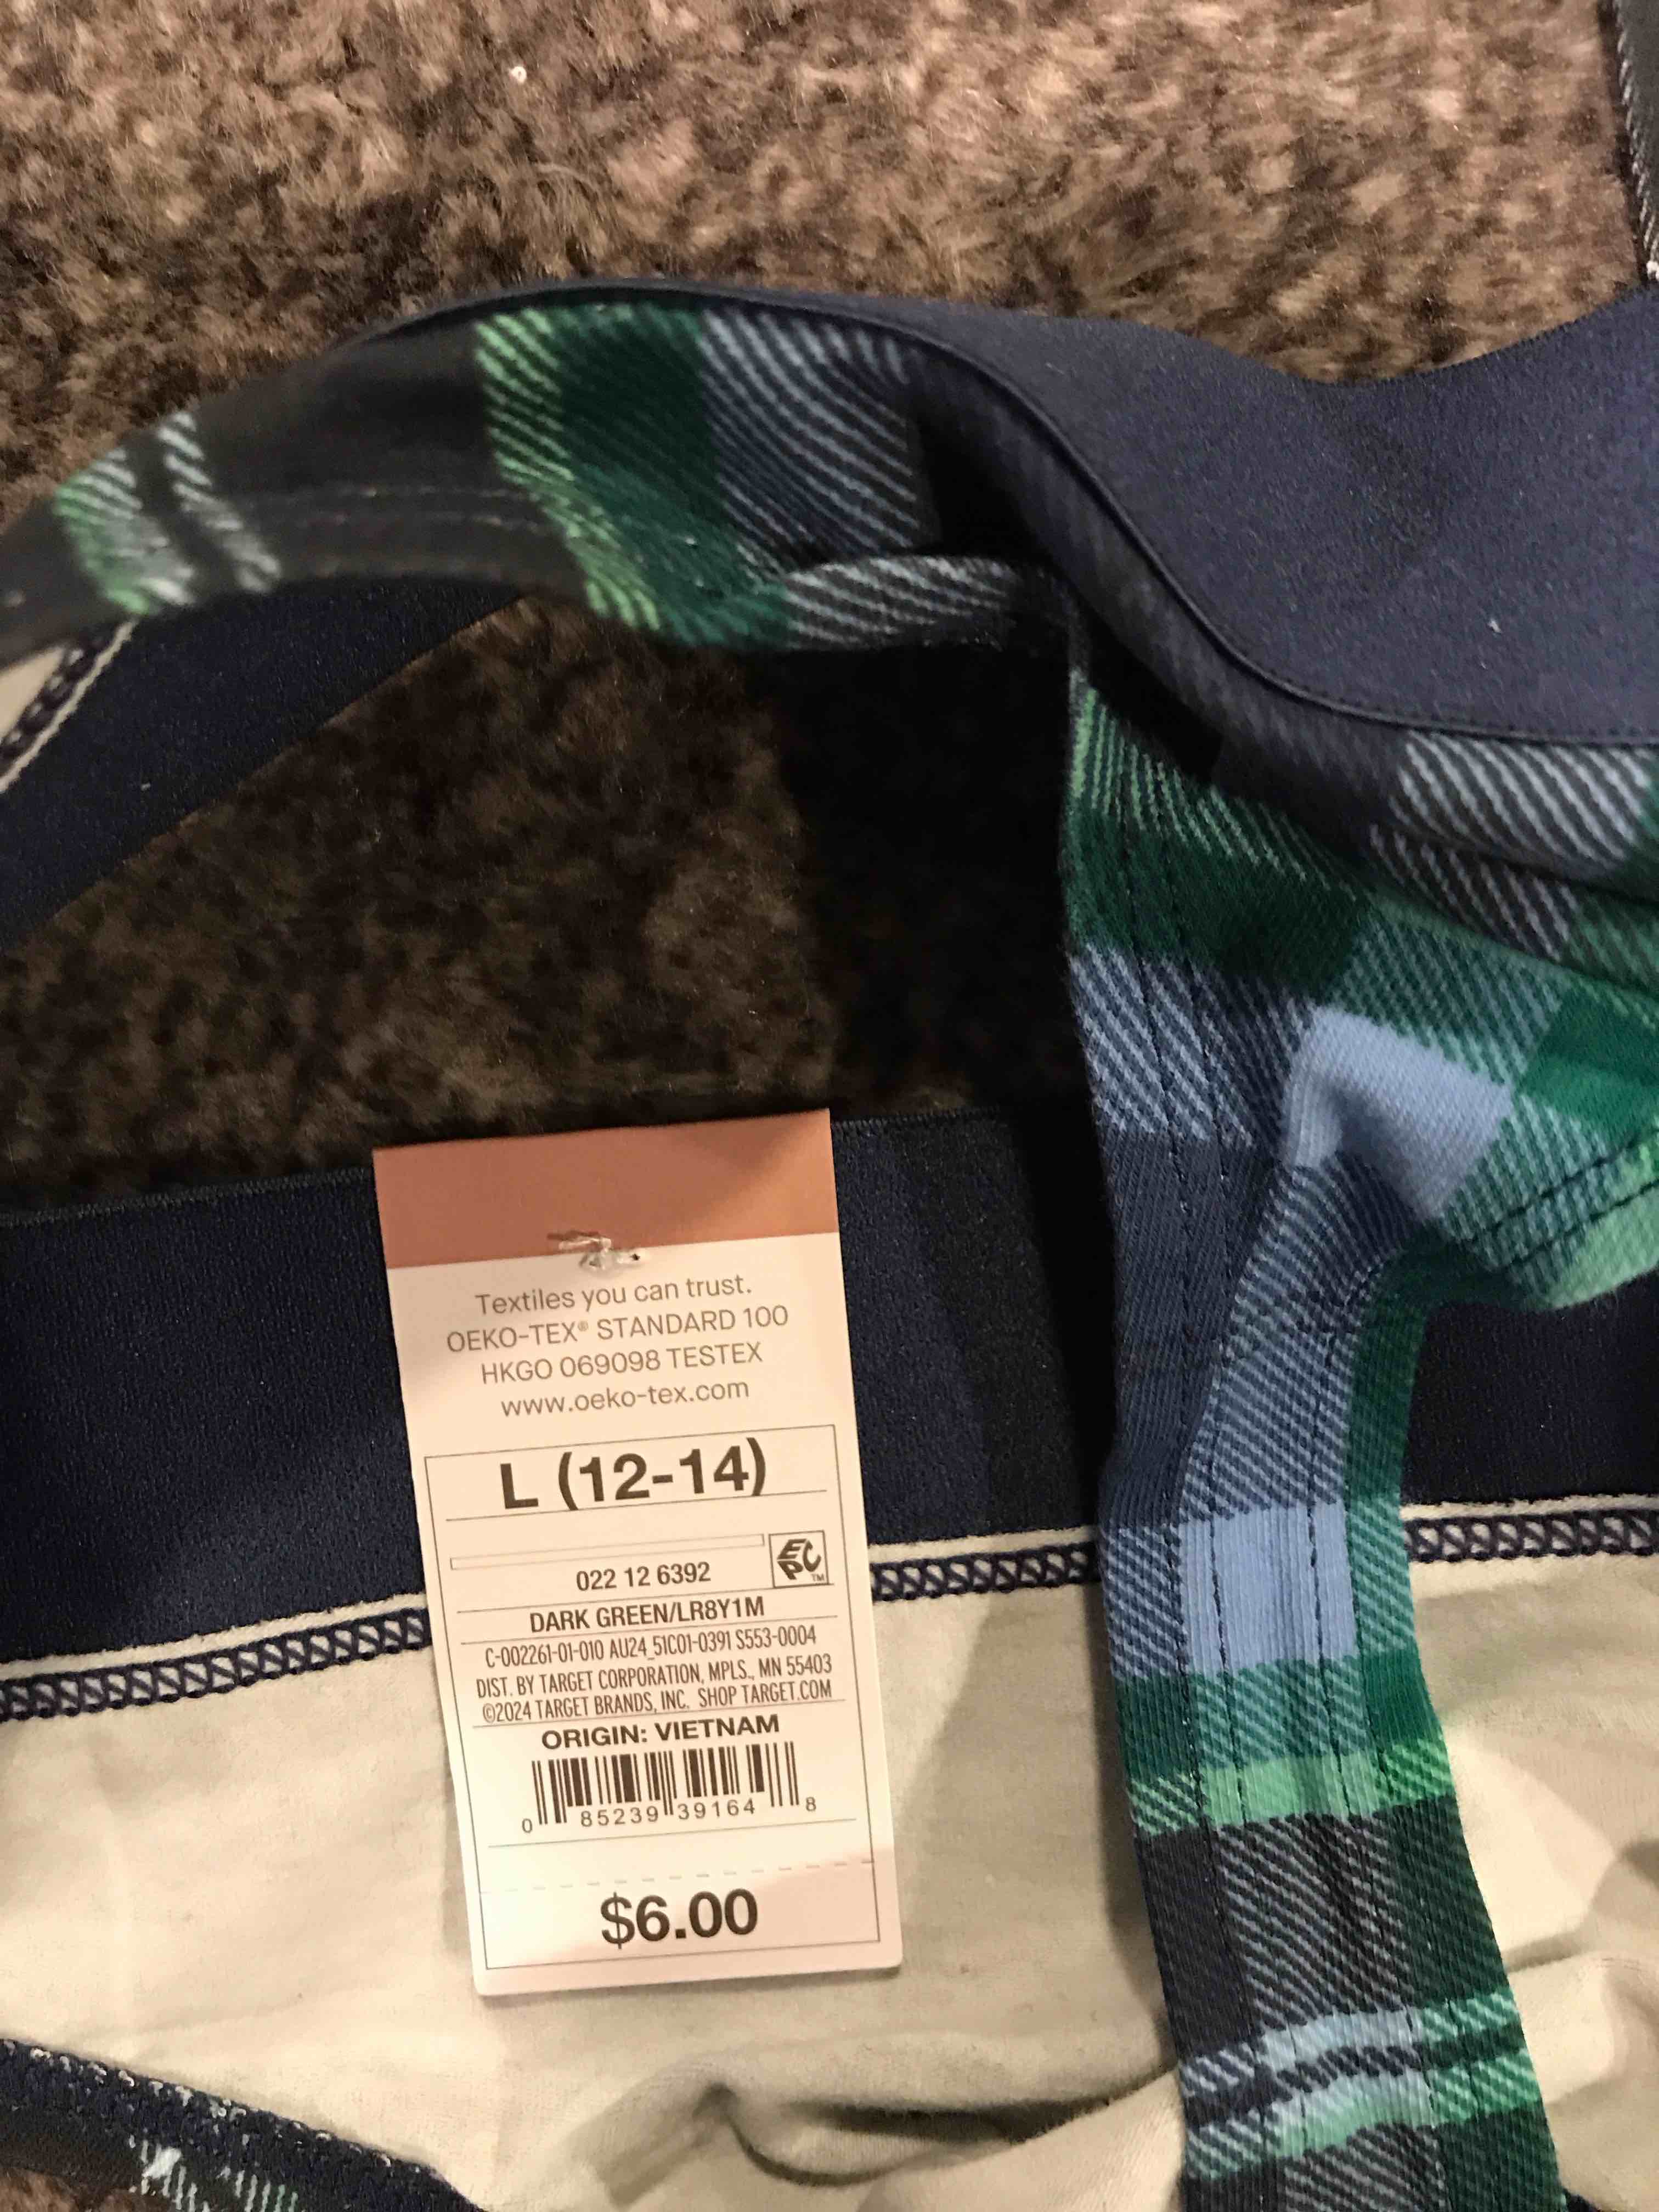 Textiles you can trust.
OEKO-TEX® STANDARD 100
HKGO 069098 TESTEX
www.oeko-tex.com
L (12-14)
022 12 6392
EPC™
DARK GREEN/LR8Y1M
C-002261-01-010 AU24_51C01-0391 S553-0004
DIST. BY TARGET CORPORATION, MPLS., MN 55403
©2024 TARGET BRANDS, INC. SHOP TARGET.COM
ORIGIN: VIETNAM
0 85239 39164 8
$6.00